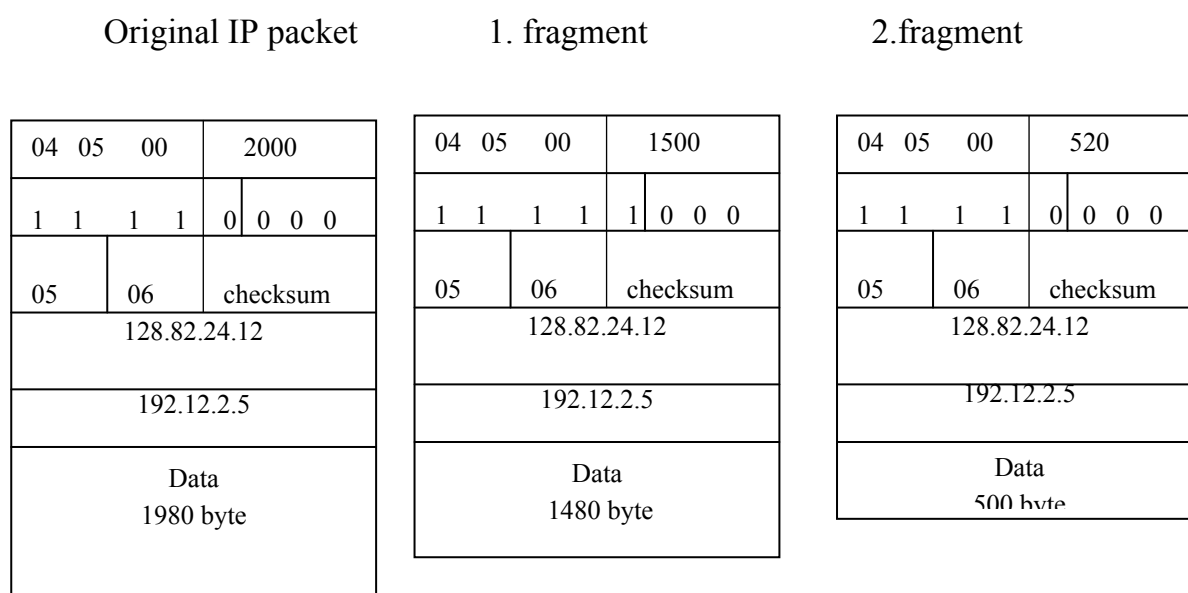 Original IP packet 1. fragment 2.fragment
04 05 00 2000
1 1 1 1 0 0 0 0
05 06 checksum
128.82.24.12
192.12.2.5
Data
1980 byte
04 05 00 1500
1 1 1 1 1 0 0 0
05 06 checksum
128.82.24.12
192.12.2.5
Data
1480 byte
04 05 00 520
1 1 1 1 0 0 0 0
05 06 checksum
128.82.24.12
192.12.2.5
Data
500 byte